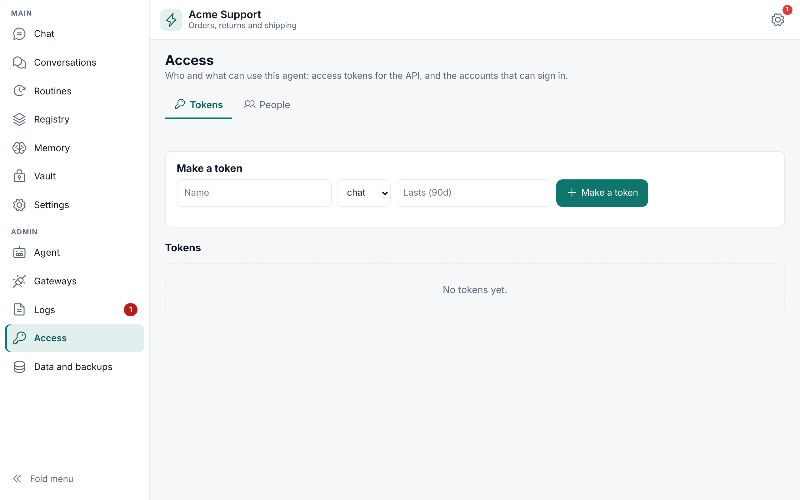 MAIN
Chat
Conversations
Routines
Registry
Memory
Vault
Settings
ADMIN
Agent
Gateways
Logs 1
Access
Data and backups
Fold menu
Acme Support
Orders, returns and shipping
1
Access
Who and what can use this agent: access tokens for the API, and the accounts that can sign in.
Tokens People
Make a token
Name chat Lasts (90d) Make a token
Tokens
No tokens yet.